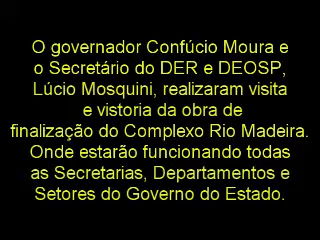 O governador Confúcio Moura e
o Secretário do DER e DEOSP,
Lúcio Mosquini, realizaram visita
e vistoria da obra de
finalização do Complexo Rio Madeira.
Onde estarão funcionando todas
as Secretarias, Departamentos e
Setores do Governo do Estado.